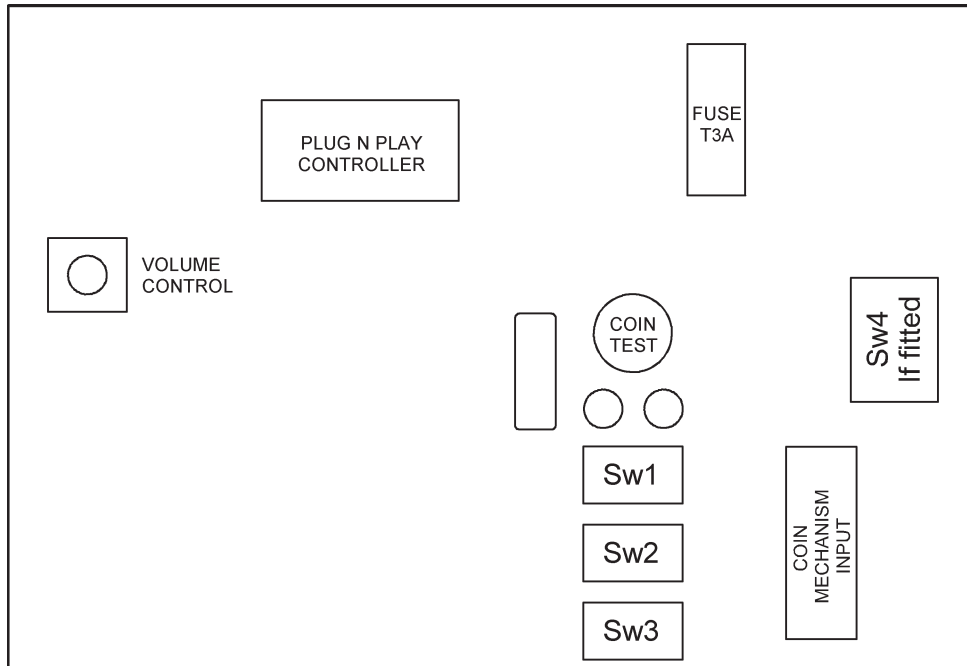 PLUG N PLAY
CONTROLLER
FUSE
T3A
VOLUME
CONTROL
COIN
TEST
Sw4
If fitted
Sw1
Sw2
Sw3
COIN
MECHANISM
INPUT